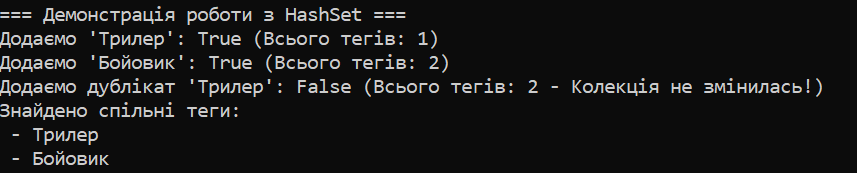 === Демонстрація роботи з HashSet ===
Додаємо 'Трилер': True (Всього тегів: 1)
Додаємо 'Бойовик': True (Всього тегів: 2)
Додаємо дублікат 'Трилер': False (Всього тегів: 2 - Колекція не змінилась!)
Знайдено спільні теги:
 - Трилер
 - Бойовик